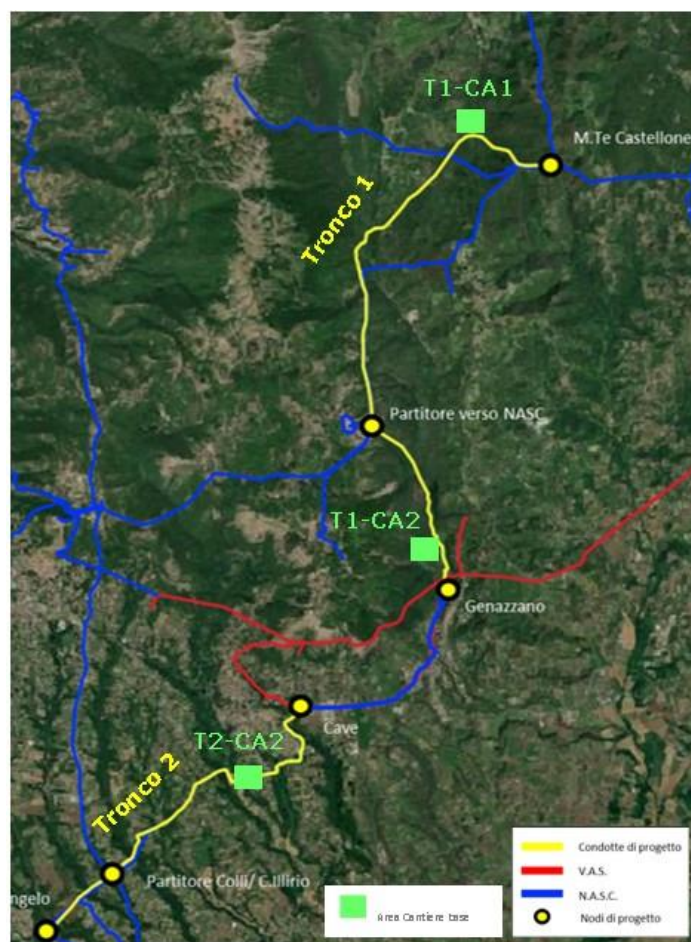 T1-CA1
M.Te Castellone
Tronco 1
Partitore verso NASC
T1-CA2
Genazzano
Cave
T2-CA2
Tronco 2
Partitore Colli/ C.Illirio
ngelo
Condotte di progetto
V.A.S.
N.A.S.C.
Nodi di progetto
Area Cantiere base